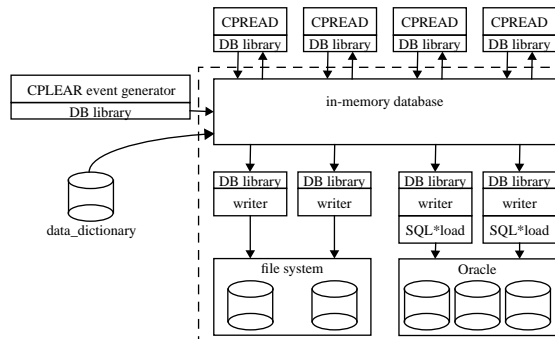 CPREAD CPREAD CPREAD CPREAD
DB library DB library DB library DB library
CPLEAR event generator
DB library
in-memory database
data_dictionary
DB library DB library DB library DB library
writer writer writer writer
SQL*load SQL*load
file system Oracle